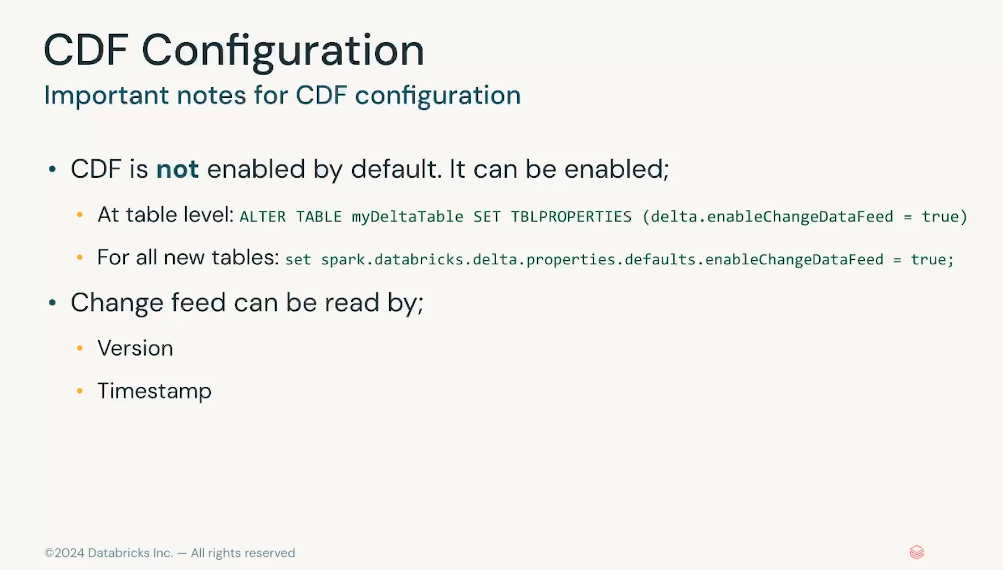 CDF Configuration
Important notes for CDF configuration
• CDF is not enabled by default. It can be enabled;
• At table level: ALTER TABLE myDeltaTable SET TBLPROPERTIES (delta.enableChangeDataFeed = true)
• For all new tables: set spark.databricks.delta.properties.defaults.enableChangeDataFeed = true;
• Change feed can be read by;
• Version
• Timestamp
©2024 Databricks Inc. — All rights reserved